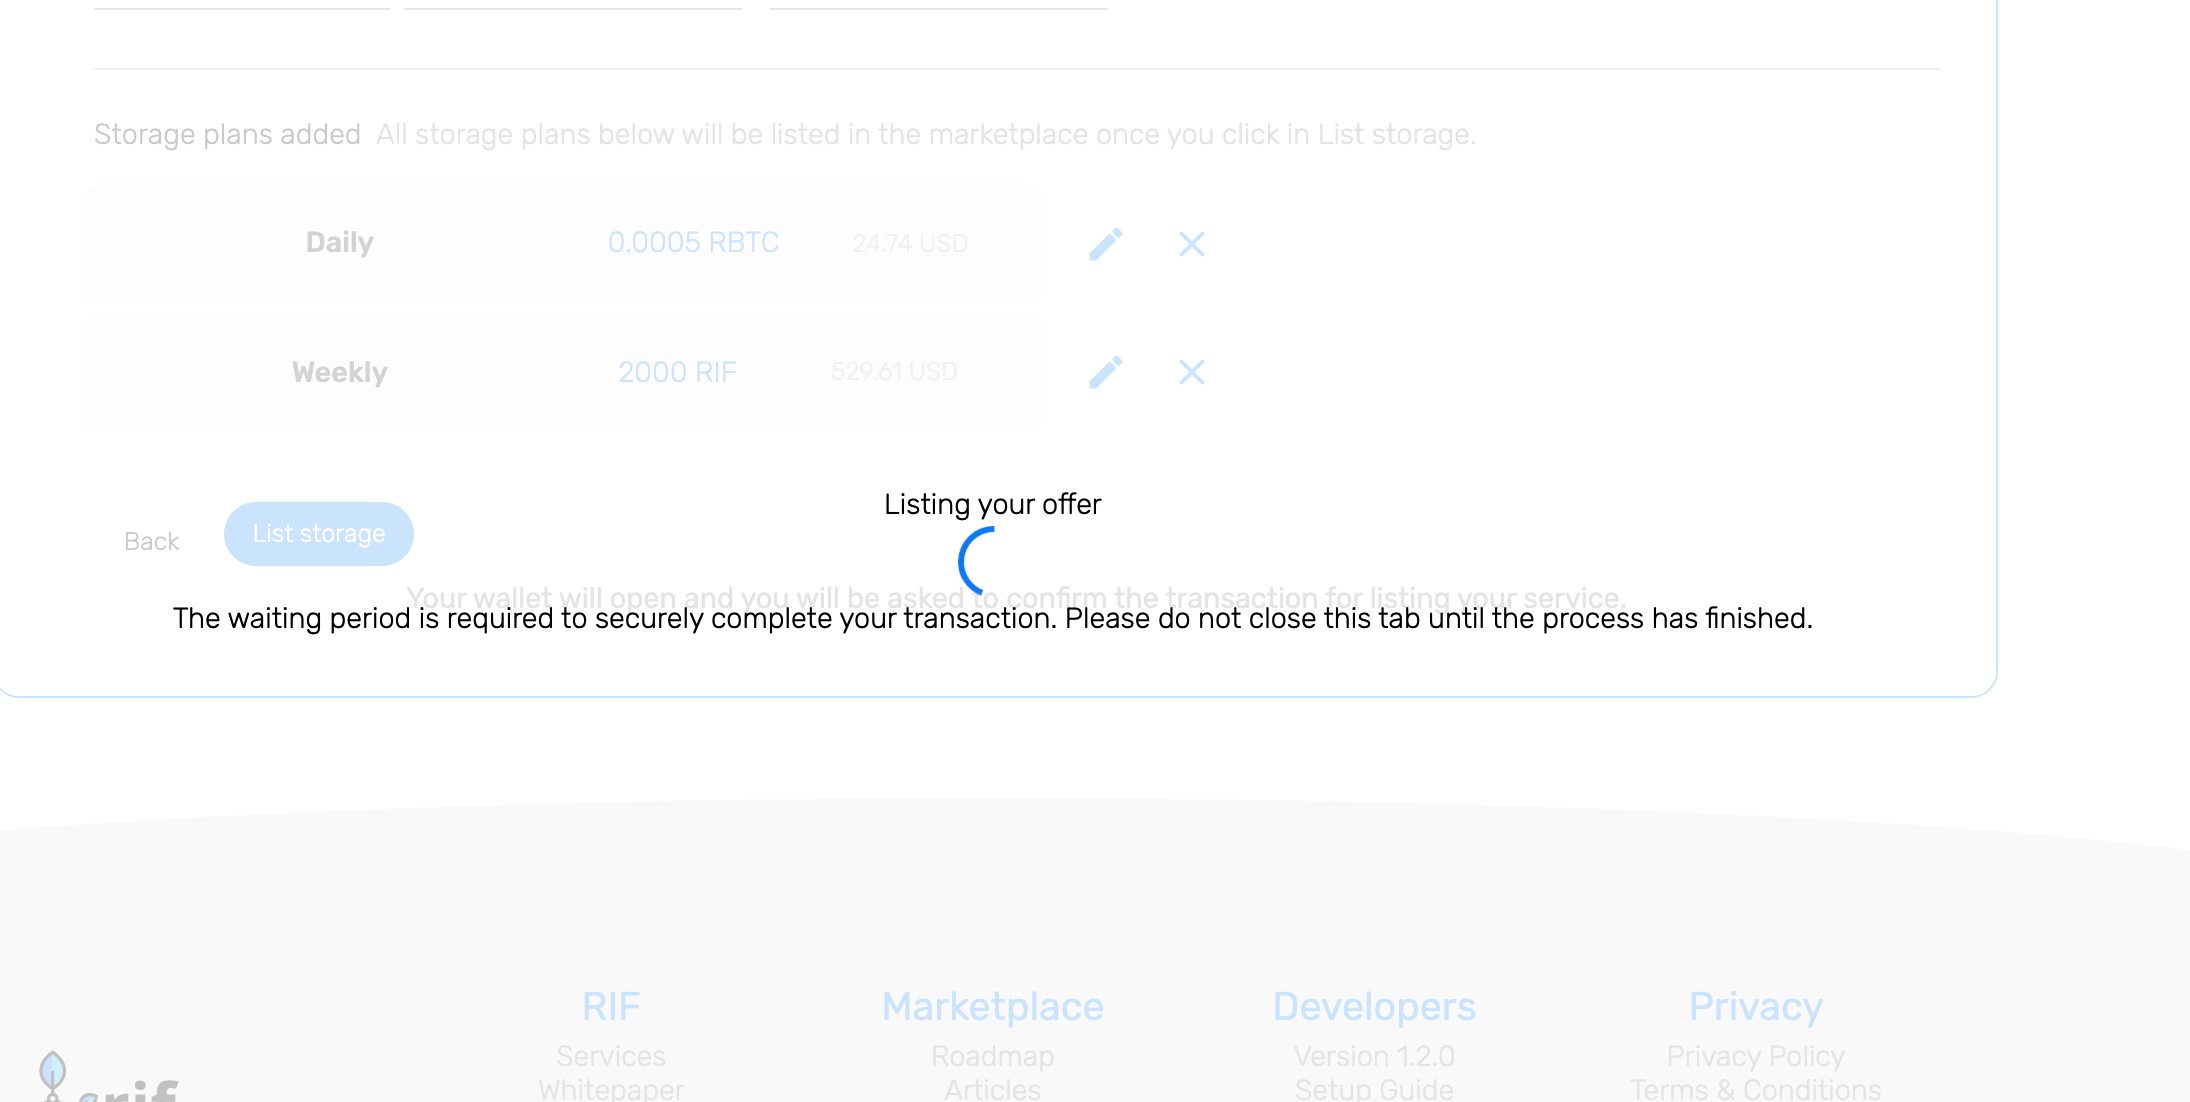 Storage plans added All storage plans below will be listed in the marketplace once you click in List storage.
Daily 0.0005 RBTC 24.74 USD
Weekly 2000 RIF 529.61 USD
Listing your offer
Back List storage
Your wallet will open and you will be asked to confirm the transaction for listing your service.
The waiting period is required to securely complete your transaction. Please do not close this tab until the process has finished.
RIF Marketplace Developers Privacy
Services Roadmap Version 1.2.0 Privacy Policy
Whitepaper Articles Setup Guide Terms & Conditions
rif